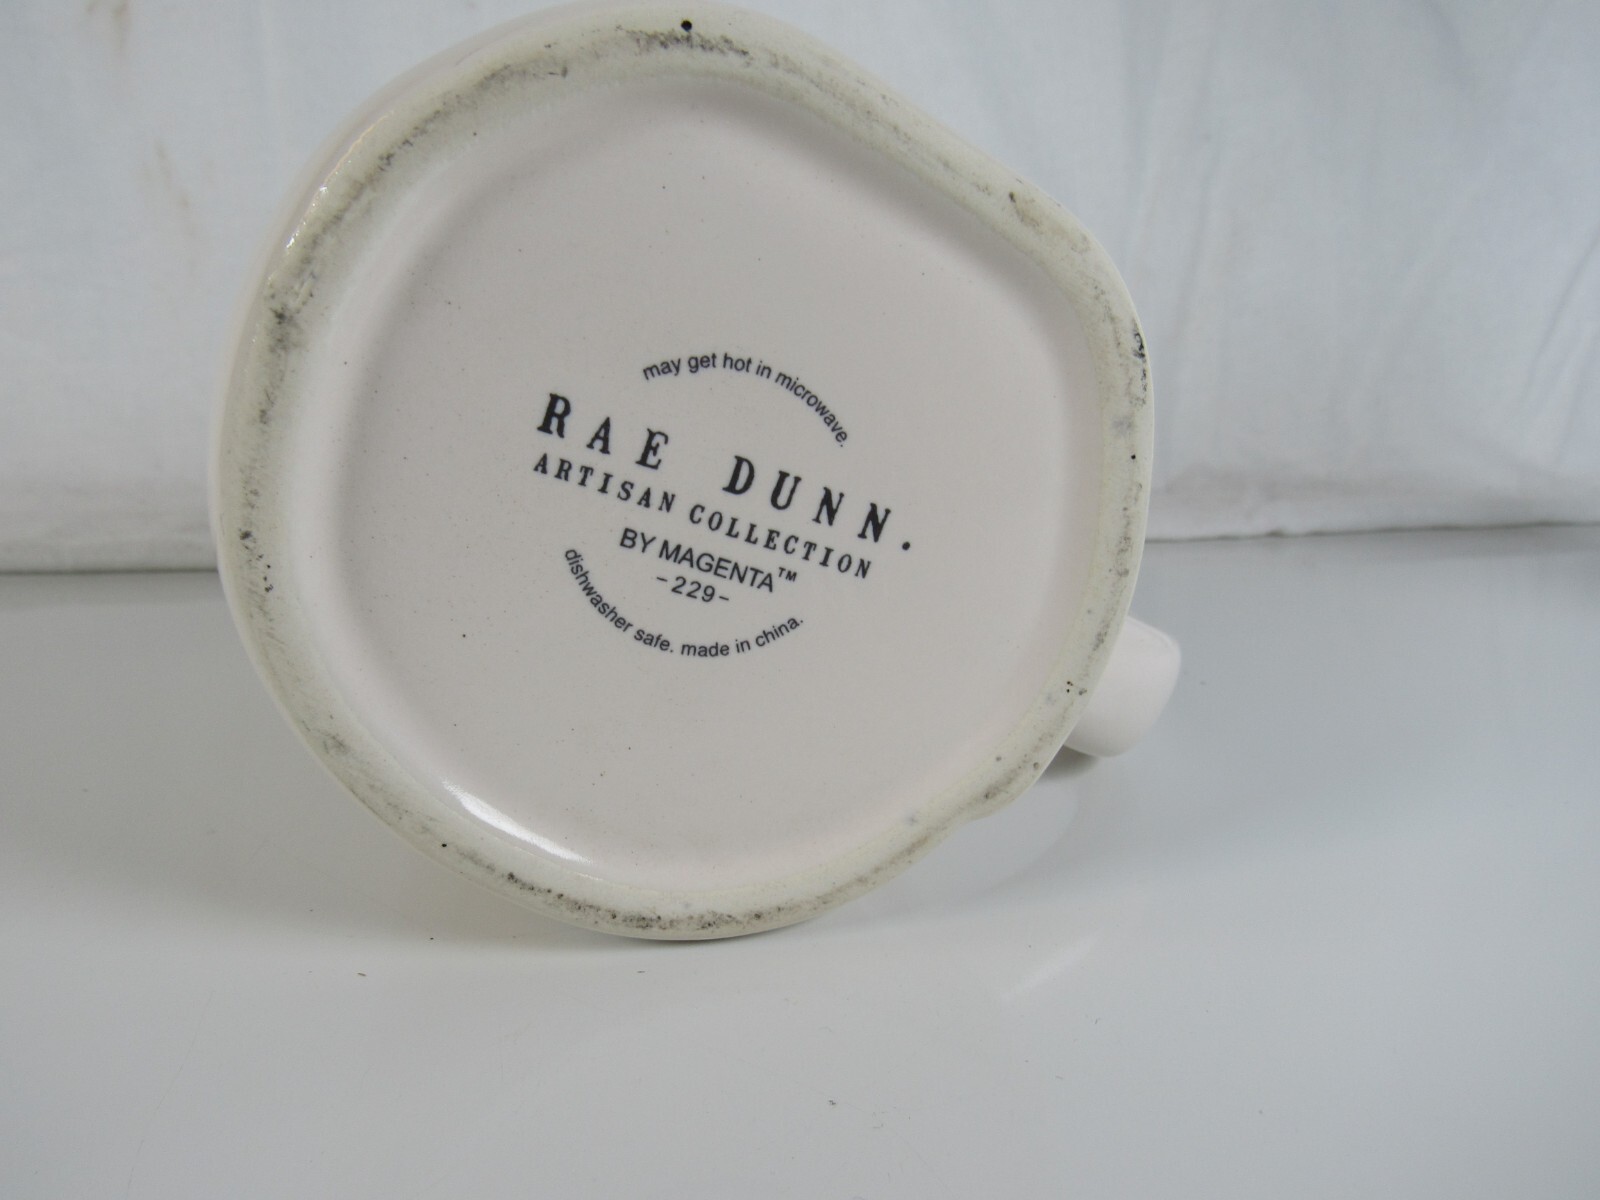 may get hot in microwave.
RAE DUNN.
ARTISAN COLLECTION
BY MAGENTA™
-229-
dishwasher safe. made in china.